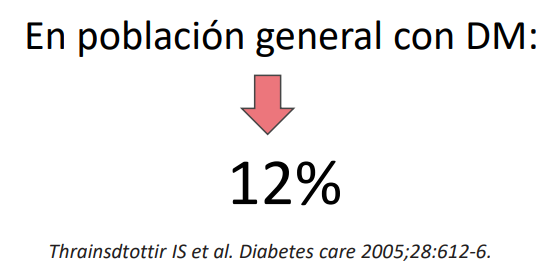 En población general con DM:
12%
Thrainsdtottir IS et al. Diabetes care 2005;28:612-6.